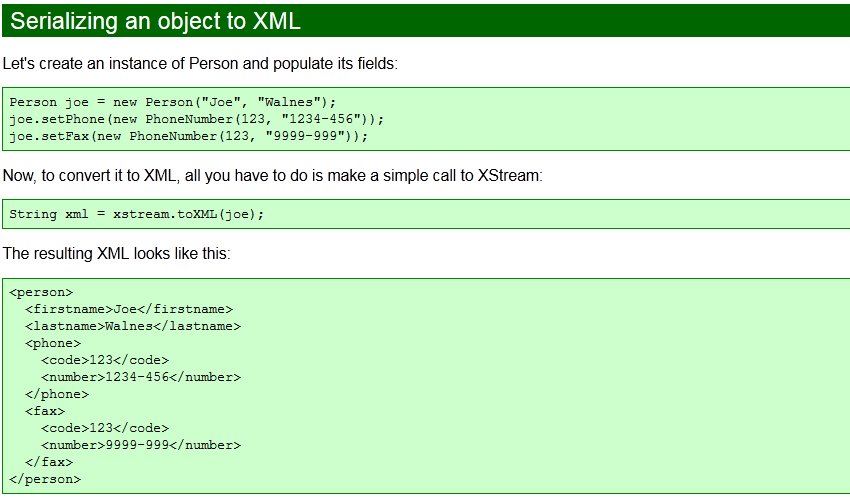 Serializing an object to XML
Let's create an instance of Person and populate its fields:
Person joe = new Person("Joe", "Walnes");
joe.setPhone(new PhoneNumber(123, "1234-456"));
joe.setFax(new PhoneNumber(123, "9999-999"));
Now, to convert it to XML, all you have to do is make a simple call to XStream:
String xml = xstream.toXML(joe);
The resulting XML looks like this:
<person>
  <firstname>Joe</firstname>
  <lastname>Walnes</lastname>
  <phone>
    <code>123</code>
    <number>1234-456</number>
  </phone>
  <fax>
    <code>123</code>
    <number>9999-999</number>
  </fax>
</person>